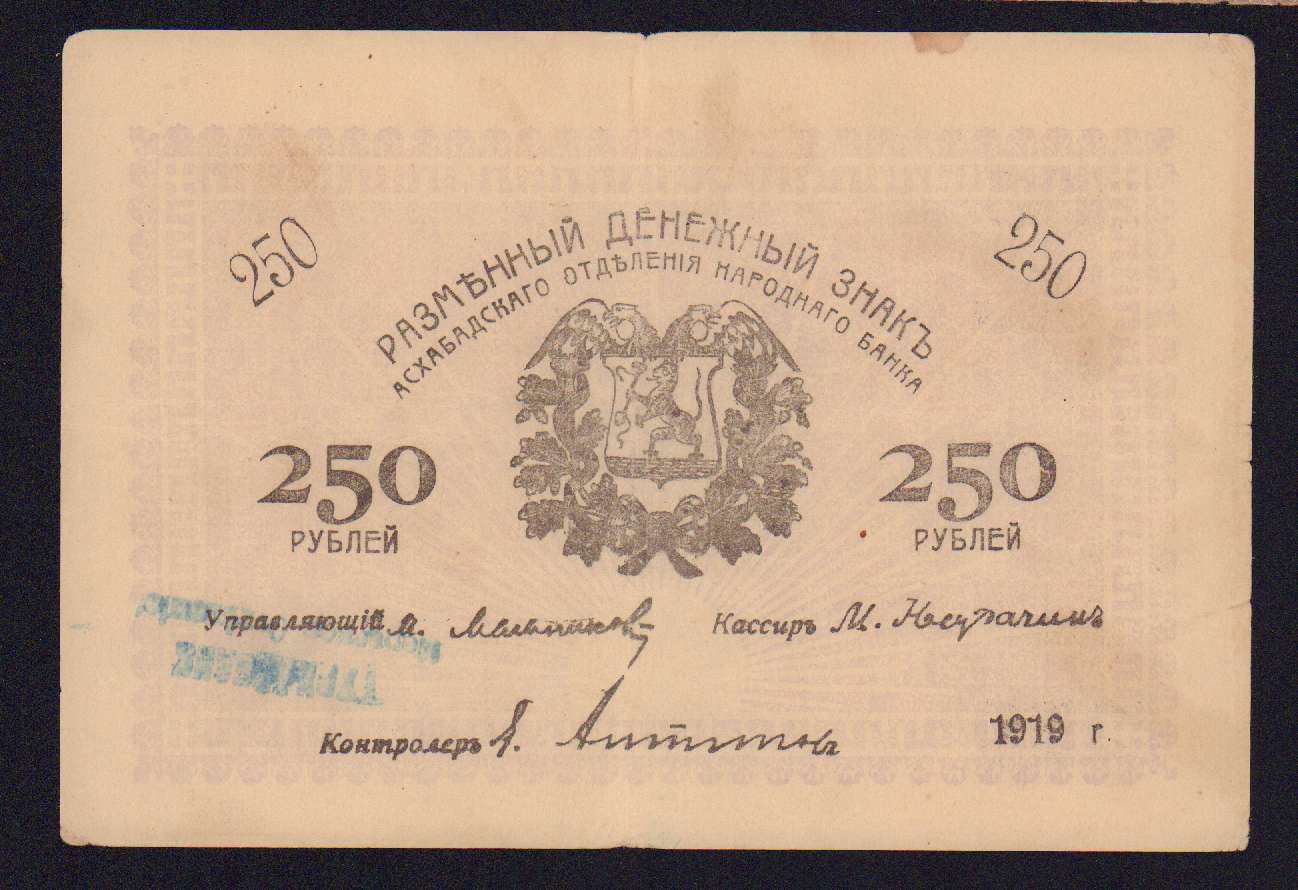 250
250
РАЗМѢННЫЙ ДЕНЕЖНЫЙ ЗНАКЪ
АСХАБАДСКАГО ОТДѢЛЕНІЯ НАРОДНАГО БАНКА
250
РУБЛЕЙ
250
РУБЛЕЙ
Управляющій М.
Кассиръ М.
Контролеръ
1919 г.